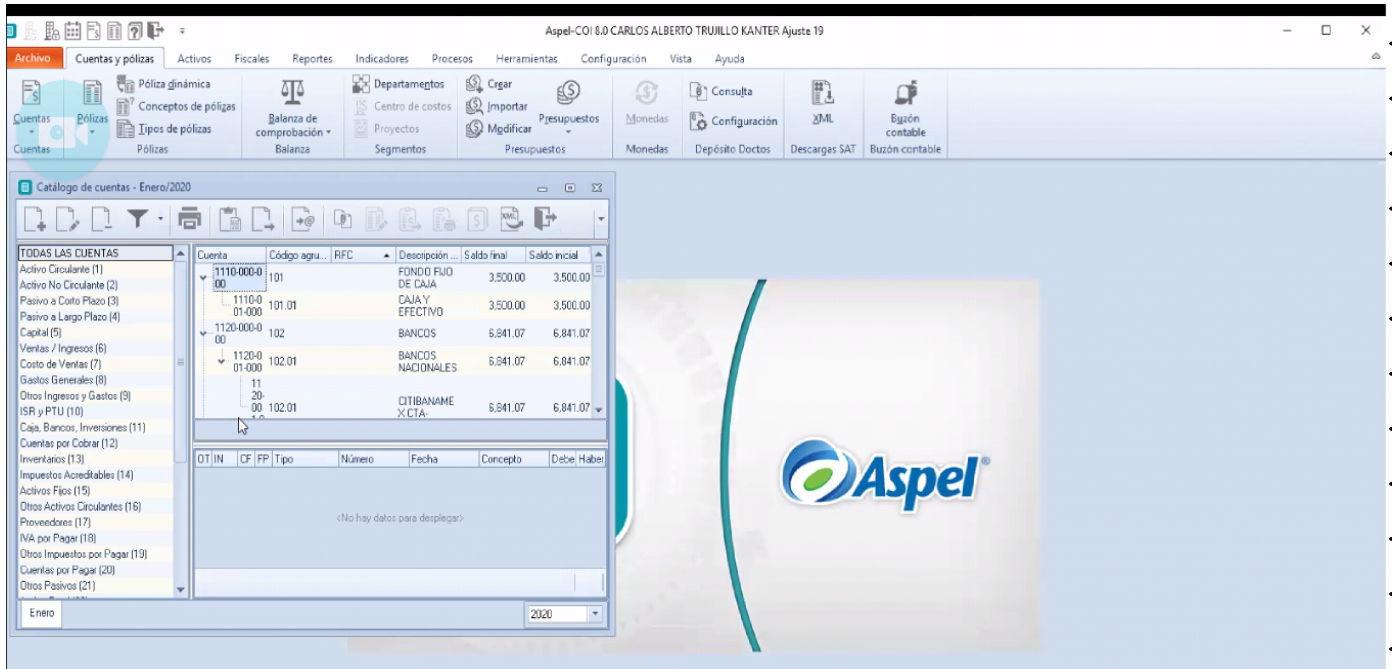 Aspel-COI 8.0 CARLOS ALBERTO TRUJILLO KANTER Ajuste 19
Archivo Cuentas y pólizas Activos Fiscales Reportes Indicadores Procesos Herramientas Configuración Vista Ayuda
Póliza dinámica
Conceptos de pólizas
Tipos de pólizas
Cuentas
Pólizas
Balanza de
comprobación
Departamentos
Centro de costos
Proyectos
Crear
Importar
Modificar
Presupuestos
Monedas
Consulta
Configuración
XML
Buzón
contable
Cuentas Pólizas Balanza Segmentos Presupuestos Monedas Depósito Doctos Descargas SAT Buzón contable
Catálogo de cuentas - Enero/2020
XML
TODAS LAS CUENTAS
Activo Circulante (1)
Activo No Circulante (2)
Pasivo a Corto Plazo (3)
Pasivo a Largo Plazo (4)
Capital (5)
Ventas / Ingresos (6)
Costo de Ventas (7)
Gastos Generales (8)
Otros Ingresos y Gastos (9)
ISR y PTU (10)
Caja, Bancos, Inversiones (11)
Cuentas por Cobrar (12)
Inventarios (13)
Impuestos Acreditables (14)
Activos Fijos (15)
Otros Activos Circulantes (16)
Proveedores (17)
IVA por Pagar (18)
Otros Impuestos por Pagar (19)
Cuentas por Pagar (20)
Otros Pasivos (21)
Cuenta Código agru... RFC Descripción ... Saldo final Saldo inicial
1110-000-0
00
101
FONDO FIJO
DE CAJA
3,500.00 3,500.00
1110-0
01-000
101.01
CAJA Y
EFECTIVO
3,500.00 3,500.00
1120-000-0
00
102
BANCOS
6,841.07 6,841.07
1120-0
01-000
102.01
BANCOS
NACIONALES
6,841.07 6,841.07
11
20-
00
102.01
CITIBANAME
X CTA-
6,841.07 6,841.07
OT IN CF FP Tipo Número Fecha Concepto Debe Haber
<No hay datos para desplegar>
Enero
2020
Aspel®